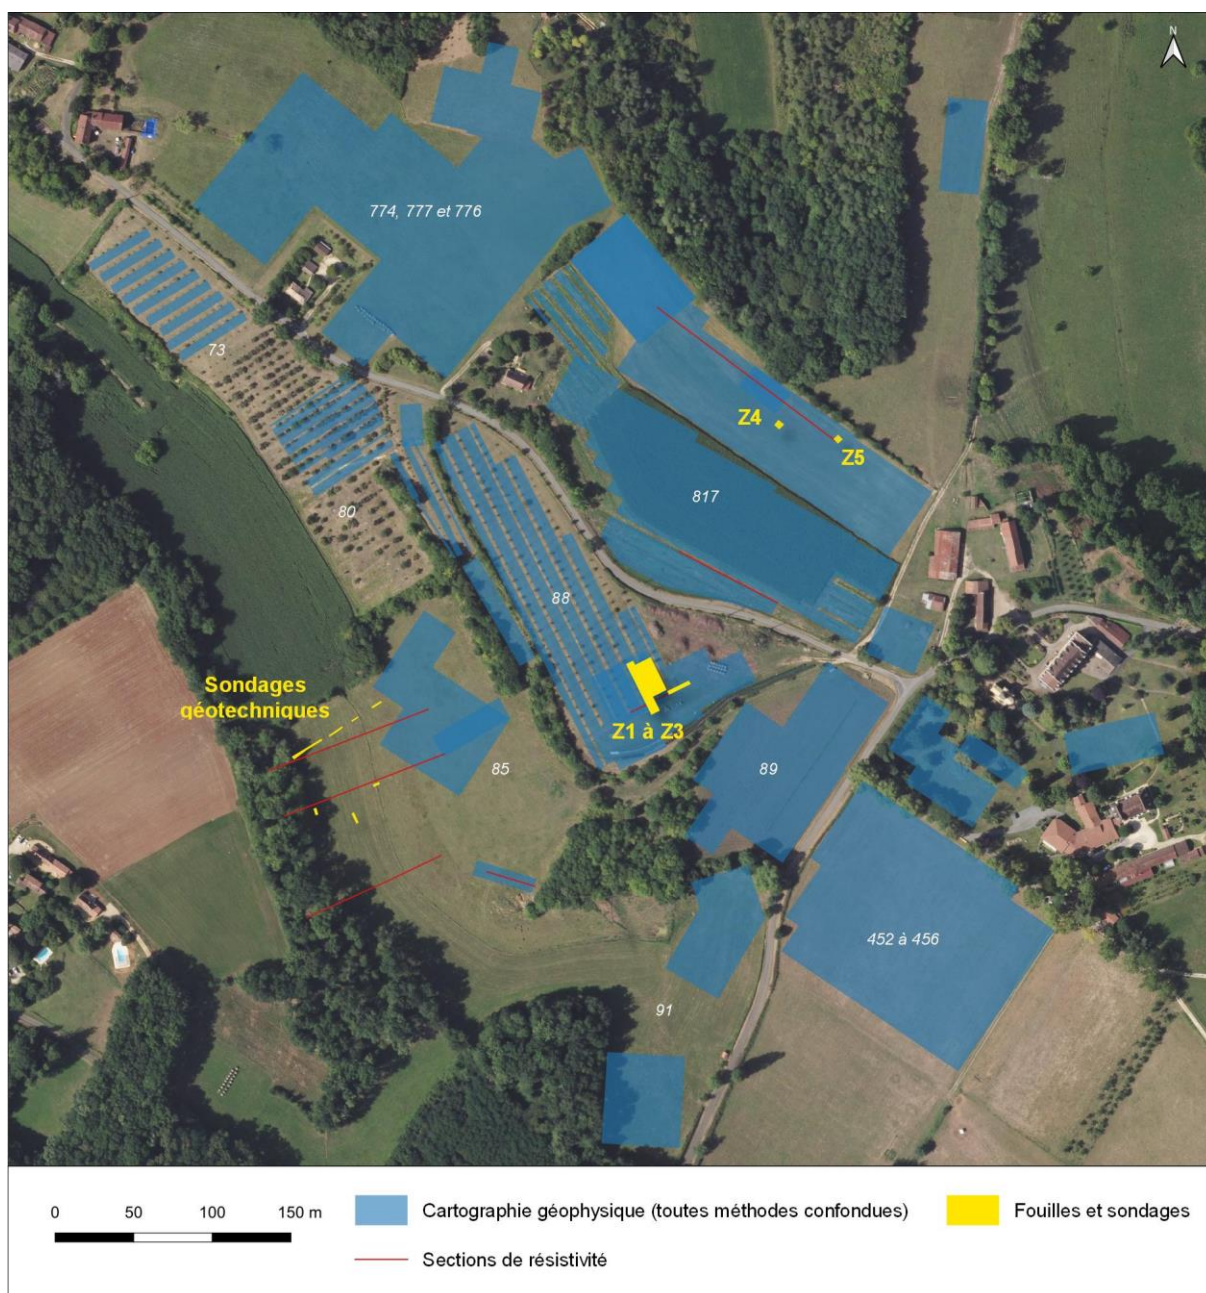 N
774, 777 et 776
73
Z4
Z5
817
80
88
Sondages
géotechniques
Z1 à Z3
85
89
452 à 456
91
0 50 100 150 m
Cartographie géophysique (toutes méthodes confondues)
Fouilles et sondages
Sections de résistivité